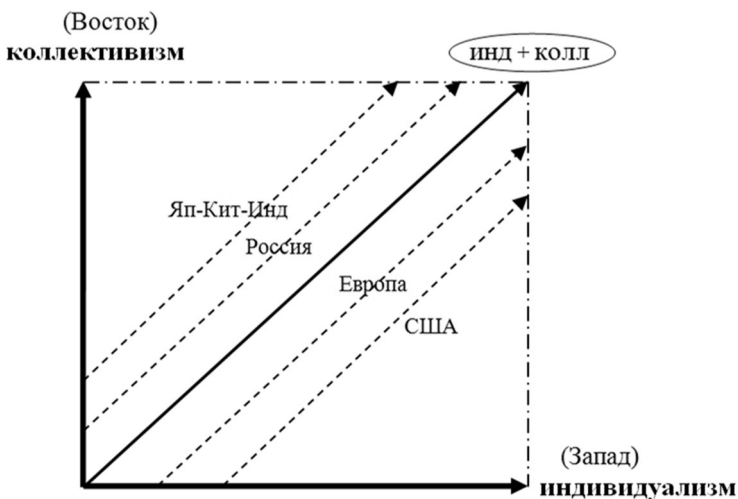 (Восток)
коллективизм
инд + колл
Яп-Кит-Инд
Россия
Европа
США
(Запад)
индивидуализм